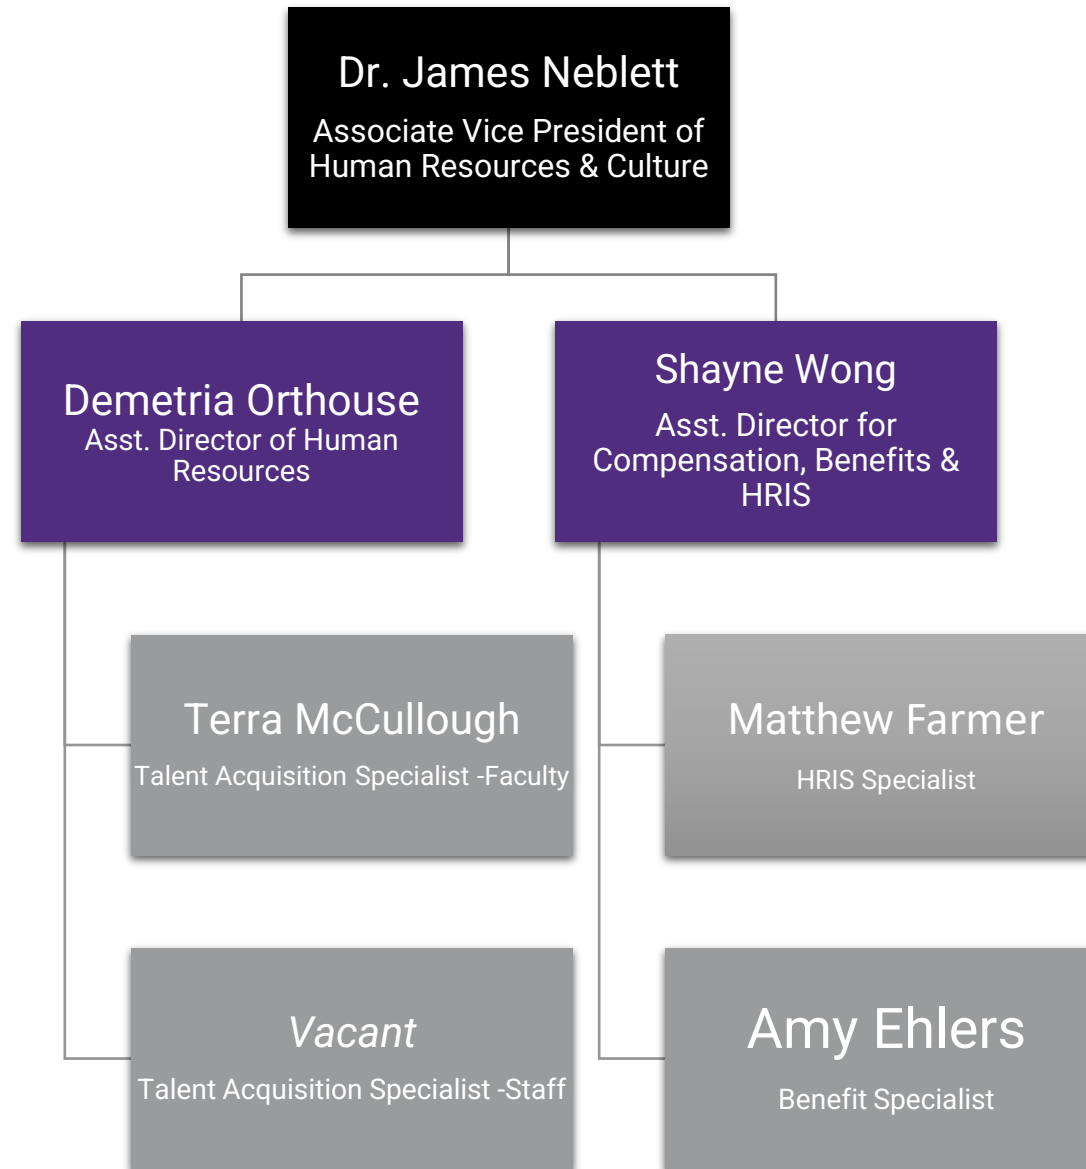 Dr. James Neblett
Associate Vice President of
Human Resources & Culture
Demetria Orthouse
Asst. Director of Human
Resources
Shayne Wong
Asst. Director for
Compensation, Benefits &
HRIS
Terra McCullough
Talent Acquisition Specialist -Faculty
Matthew Farmer
HRIS Specialist
Vacant
Talent Acquisition Specialist -Staff
Amy Ehlers
Benefit Specialist